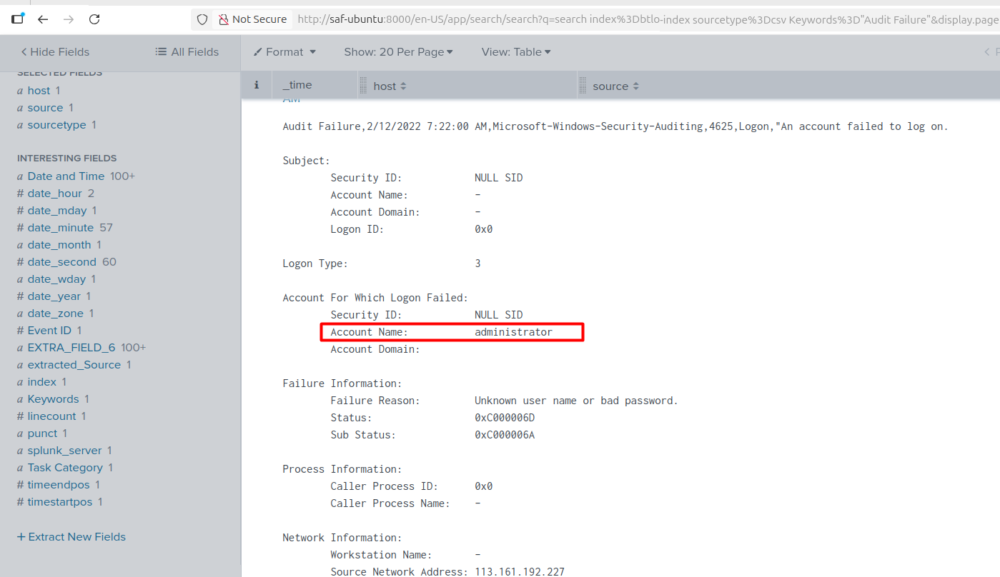 Not Secure http://saf-ubuntu:8000/en-US/app/search/search?q=search index%3Dbtlo-index sourcetype%3Dcsv Keywords%3D"Audit Failure"&display.page
Hide Fields All Fields Format Show: 20 Per Page View: Table
SELECTED FIELDS
a host 1
a source 1
a sourcetype 1
INTERESTING FIELDS
a Date and Time 100+
# date_hour 2
# date_mday 1
# date_minute 57
a date_month 1
# date_second 60
a date_wday 1
# date_year 1
a date_zone 1
# Event ID 1
a EXTRA_FIELD_6 100+
a extracted_Source 1
a index 1
a Keywords 1
# linecount 1
a punct 1
a splunk_server 1
a Task Category 1
# timeendpos 1
# timestartpos 1
+ Extract New Fields
i _time host source
AM
Audit Failure,2/12/2022 7:22:00 AM,Microsoft-Windows-Security-Auditing,4625,Logon,"An account failed to log on.
Subject:
Security ID: NULL SID
Account Name: -
Account Domain: -
Logon ID: 0x0
Logon Type: 3
Account For Which Logon Failed:
Security ID: NULL SID
Account Name: administrator
Account Domain:
Failure Information:
Failure Reason: Unknown user name or bad password.
Status: 0xC000006D
Sub Status: 0xC000006A
Process Information:
Caller Process ID: 0x0
Caller Process Name: -
Network Information:
Workstation Name: -
Source Network Address: 113.161.192.227